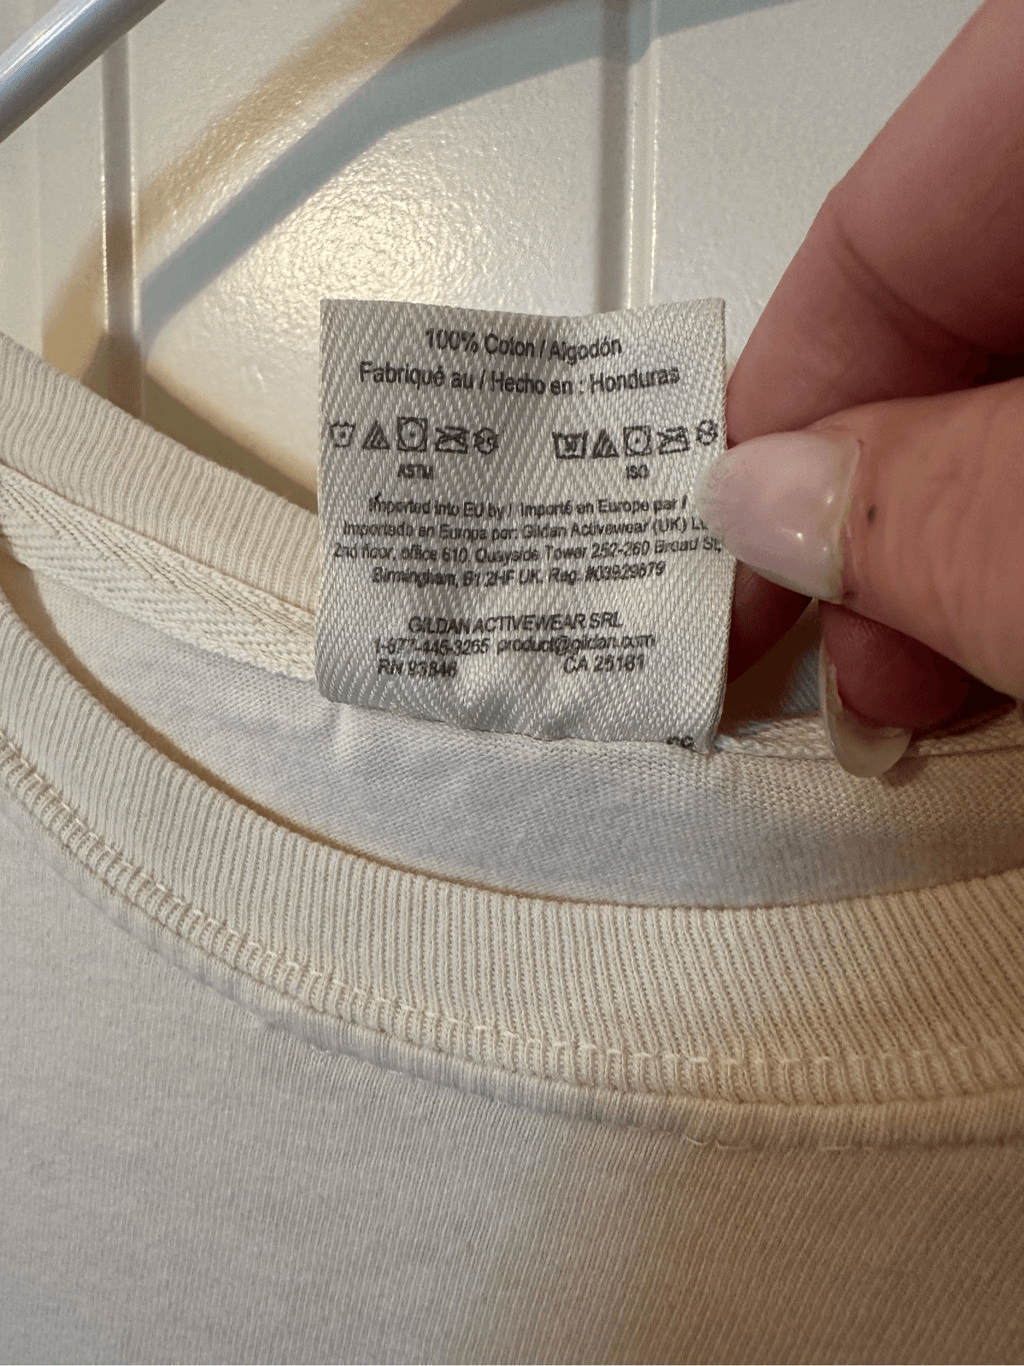 100% Coton / Algodón
Fabriqué au / Hecho en : Honduras
ASTM ISO
Imported into EU by / Importé en Europe par /
Importado en Europa por: Gildan Activewear (UK)
2nd floor, office 610, Quayside Tower 252-260 Broad St,
Birmingham, B1 2HF UK. Reg. #03929679
GILDAN ACTIVEWEAR SRL
1-877-445-3265 product@gildan.com
RN 93846 CA 25161